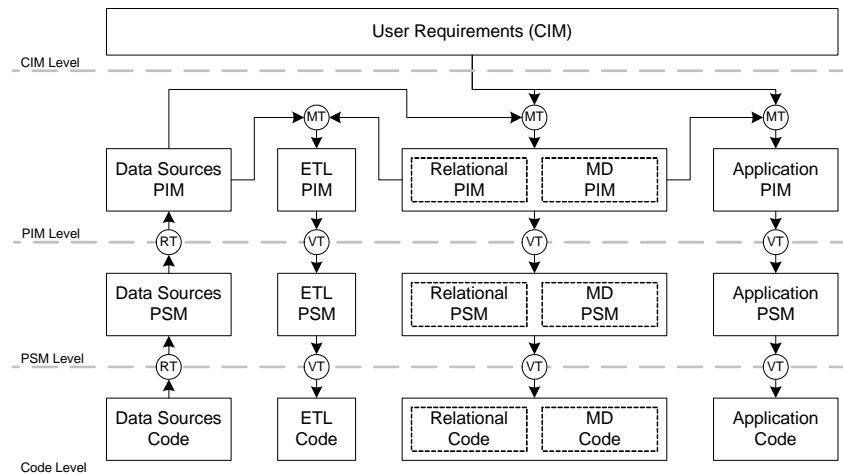 User Requirements (CIM)
CIM Level
MT MT MT
Data Sources
PIM
ETL
PIM
Relational
PIM
MD
PIM
Application
PIM
PIM Level
RT VT VT VT
Data Sources
PSM
ETL
PSM
Relational
PSM
MD
PSM
Application
PSM
PSM Level
RT VT VT VT
Data Sources
Code
ETL
Code
Relational
Code
MD
Code
Application
Code
Code Level